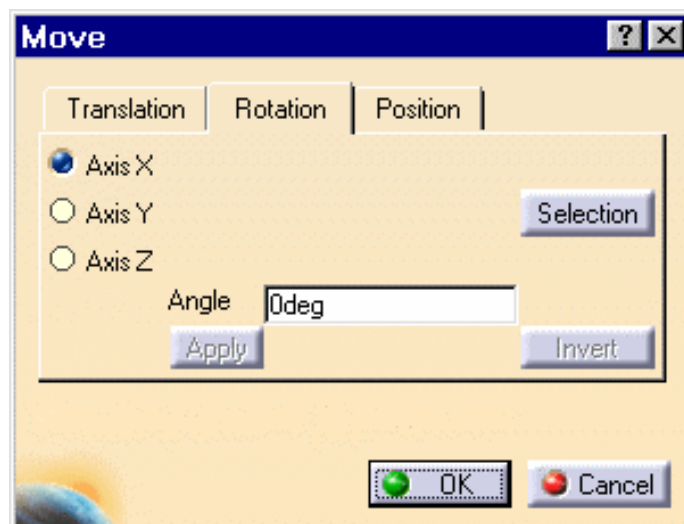 Move
Translation Rotation Position
Axis X
Axis Y
Selection
Axis Z
Angle 0deg
Apply Invert
OK Cancel